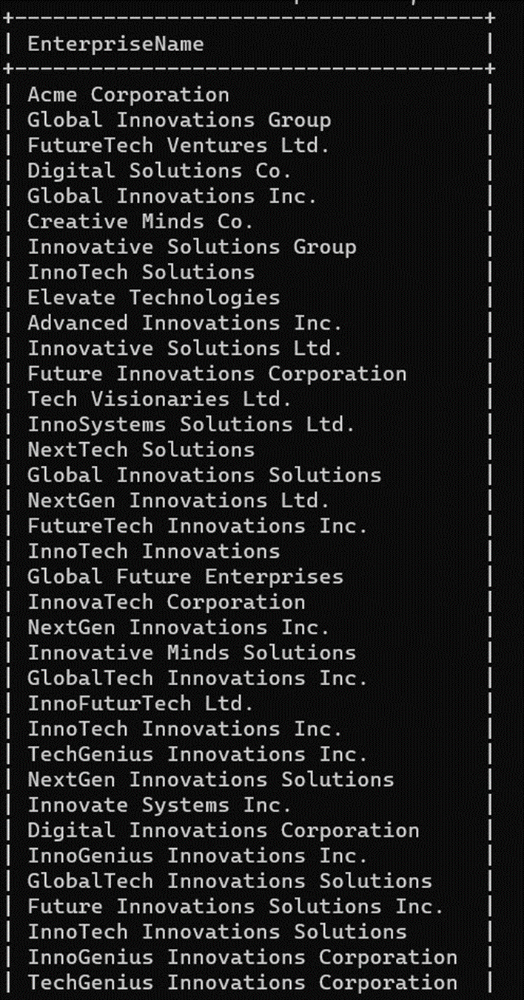 +-------------------------------------+
| EnterpriseName                      |
+-------------------------------------+
| Acme Corporation                    |
| Global Innovations Group            |
| FutureTech Ventures Ltd.            |
| Digital Solutions Co.               |
| Global Innovations Inc.             |
| Creative Minds Co.                  |
| Innovative Solutions Group          |
| InnoTech Solutions                  |
| Elevate Technologies                |
| Advanced Innovations Inc.           |
| Innovative Solutions Ltd.           |
| Future Innovations Corporation      |
| Tech Visionaries Ltd.               |
| InnoSystems Solutions Ltd.          |
| NextTech Solutions                  |
| Global Innovations Solutions        |
| NextGen Innovations Ltd.            |
| FutureTech Innovations Inc.         |
| InnoTech Innovations                |
| Global Future Enterprises           |
| InnovaTech Corporation              |
| NextGen Innovations Inc.            |
| Innovative Minds Solutions          |
| GlobalTech Innovations Inc.         |
| InnoFuturTech Ltd.                  |
| InnoTech Innovations Inc.           |
| TechGenius Innovations Inc.         |
| NextGen Innovations Solutions       |
| Innovate Systems Inc.               |
| Digital Innovations Corporation     |
| InnoGenius Innovations Inc.         |
| GlobalTech Innovations Solutions    |
| Future Innovations Solutions Inc.   |
| InnoTech Innovations Solutions      |
| InnoGenius Innovations Corporation  |
| TechGenius Innovations Corporation  |